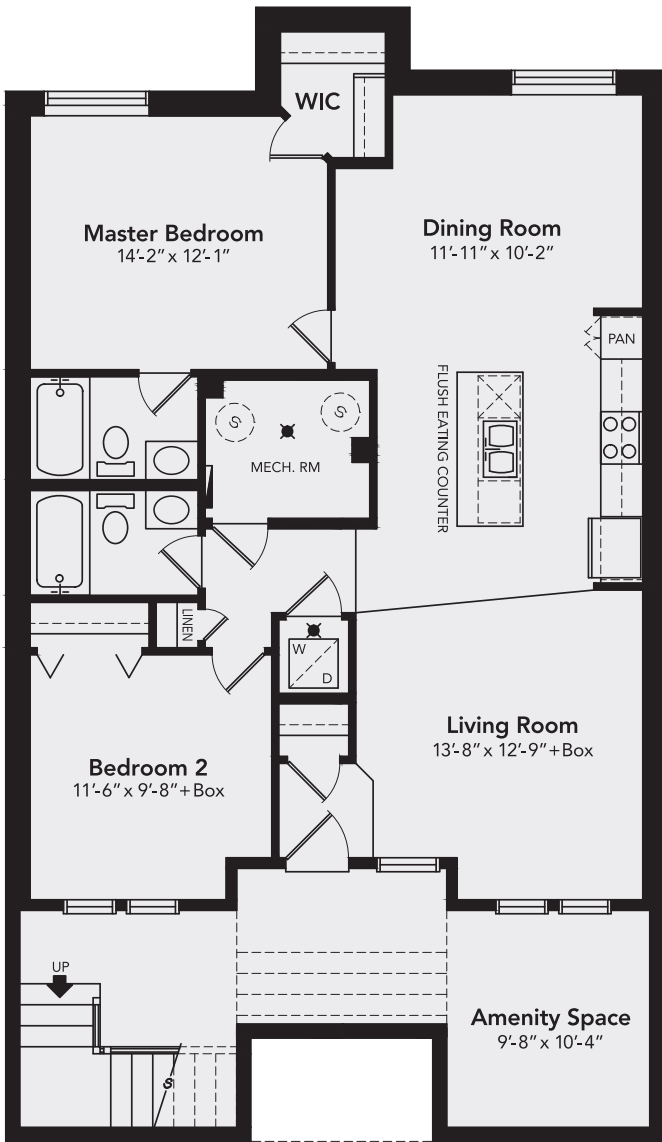 WIC
Master Bedroom
14'-2" x 12'-1"
Dining Room
11'-11" x 10'-2"
PAN
FLUSH EATING COUNTER
S
S
MECH. RM
LINEN
W
D
Living Room
13'-8" x 12'-9"+Box
Bedroom 2
11'-6" x 9'-8"+Box
UP
Amenity Space
9'-8" x 10'-4"
S